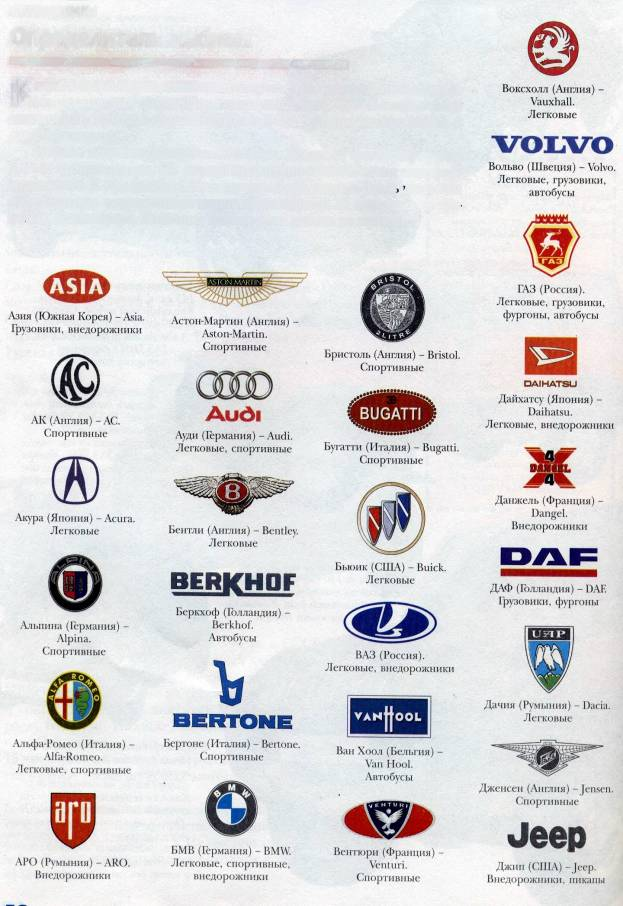 ASIA
Азия (Южная Корея) – Asia.
Грузовики, внедорожники
AC
АК (Англия) – AC.
Спортивные
Акура (Япония) – Acura.
Легковые
ALPINA
Альпина (Германия) –
Alpina.
Спортивные
ALFA ROMEO
Альфа-Ромео (Италия) –
Alfa-Romeo.
Легковые, спортивные
aro
АРО (Румыния) – ARO.
Внедорожники
ASTON MARTIN
Астон-Мартин (Англия) –
Aston-Martin.
Спортивные
Audi
Ауди (Германия) – Audi.
Легковые, спортивные
B
Бентли (Англия) – Bentley.
Легковые
BERKHOF
Беркхоф (Голландия) –
Berkhof.
Автобусы
b
BERTONE
Бертоне (Италия) – Bertone.
Спортивные
BMW
БМВ (Германия) – BMW.
Легковые, спортивные,
внедорожники
BRISTOL
2 LITRE
Бристоль (Англия) – Bristol.
Спортивные
BUGATTI
Бугатти (Италия) – Bugatti.
Спортивные
Бьюик (США) – Buick.
Легковые
ВАЗ (Россия).
Легковые, внедорожники
VANHOOL
Ван Хоол (Бельгия) –
Van Hool.
Автобусы
VENTURI
Вентюри (Франция) –
Venturi.
Спортивные
Воксхолл (Англия) –
Vauxhall.
Легковые
VOLVO
Вольво (Швеция) – Volvo.
Легковые, грузовики,
автобусы
ГАЗ
ГАЗ (Россия).
Легковые, грузовики,
фургоны, автобусы
DAIHATSU
Дайхатсу (Япония) –
Daihatsu.
Легковые, внедорожники
4
DANGEL
4
Данжель (Франция) –
Dangel.
Внедорожники
DAF
ДАФ (Голландия) – DAF.
Грузовики, фургоны
UAP
Дачия (Румыния) – Dacia.
Легковые
Jensen
Дженсен (Англия) – Jensen.
Спортивные
Jeep
Джип (США) – Jeep.
Внедорожники, пикапы